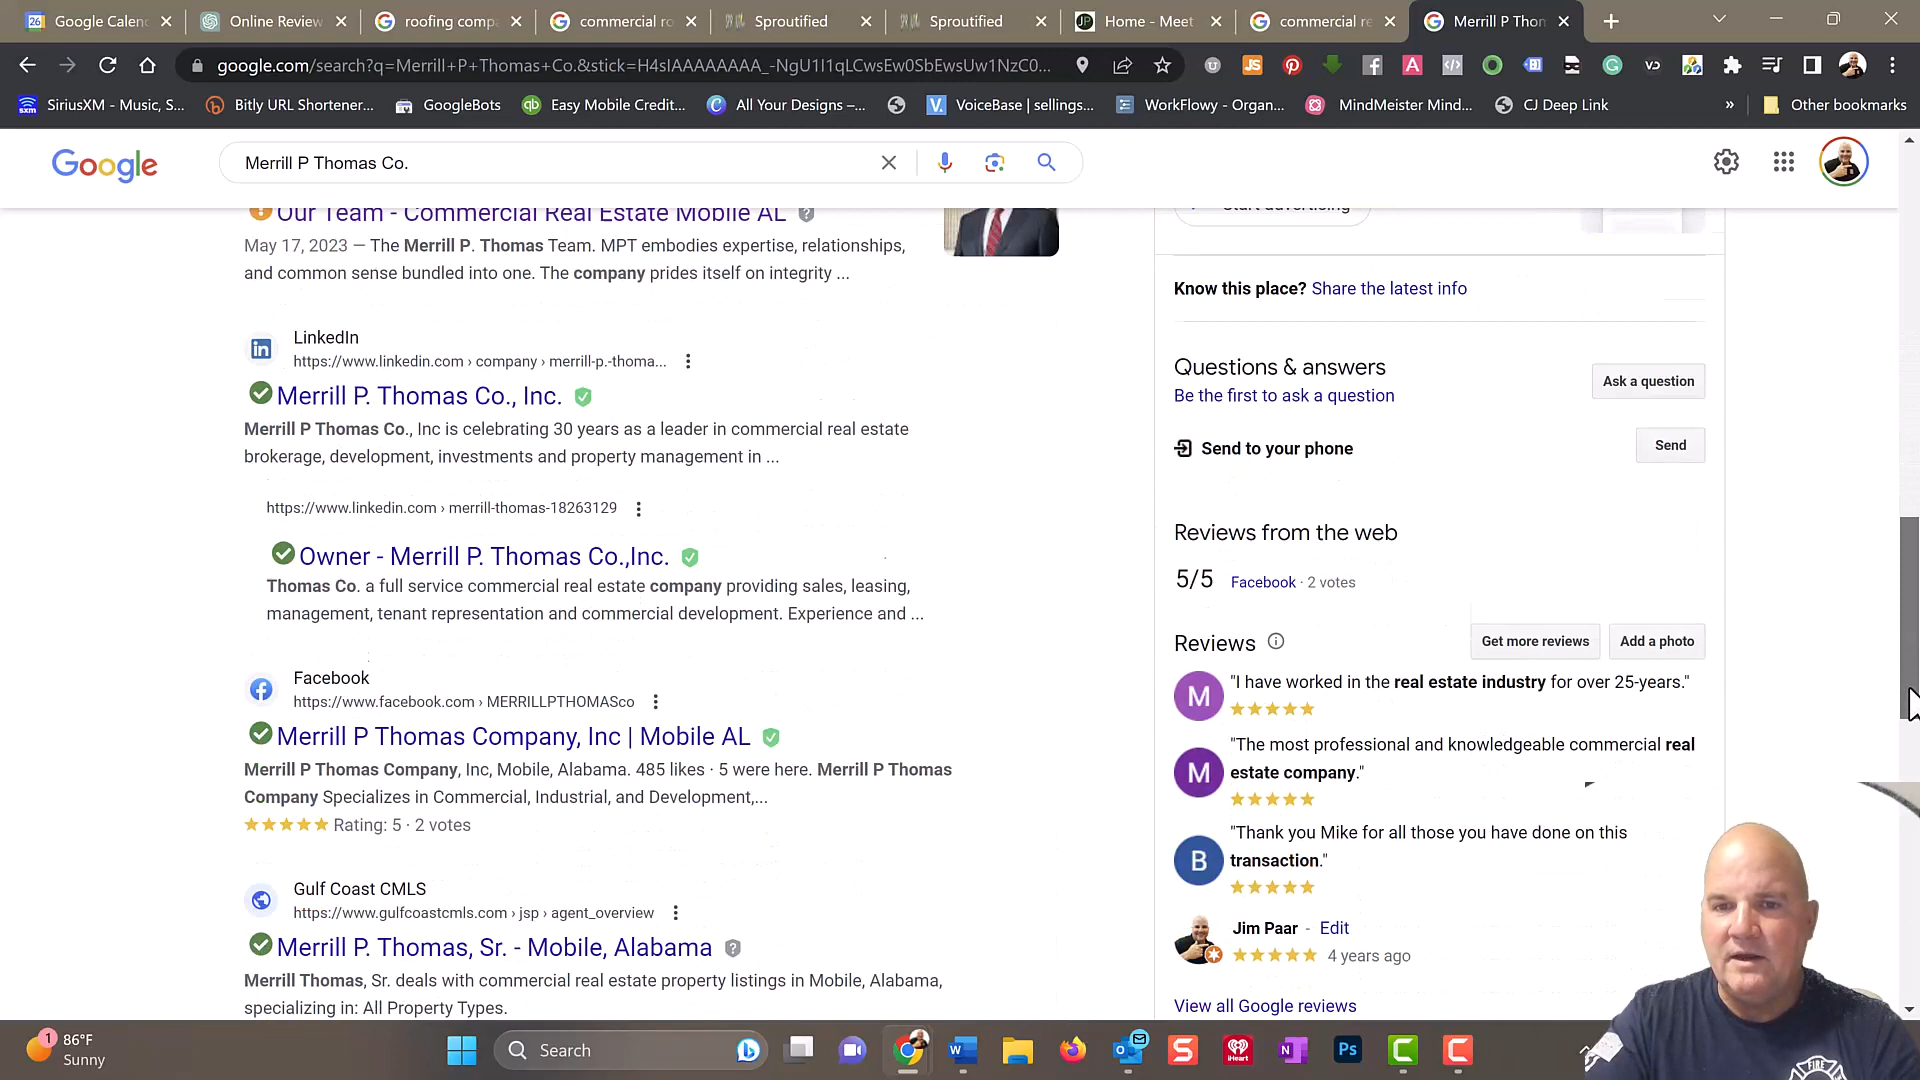 26 Google Calen
Online Review
roofing comp
commercial ro
Sproutified
Sproutified
JP Home - Meet
commercial re
Merrill P Thom
google.com/search?q=Merrill+P+Thomas+Co.&stick=H4sIAAAAAAAA_-NgU1I1qLCwsEw0SbEwsUw1NzC0...
SiriusXM - Music, S...
Bitly URL Shortener...
GoogleBots
Easy Mobile Credit...
All Your Designs –...
VoiceBase | sellings...
WorkFlowy - Organ...
MindMeister Mind...
CJ Deep Link
»
Other bookmarks
Google
Merrill P Thomas Co.
Our Team - Commercial Real Estate Mobile AL
May 17, 2023 — The Merrill P. Thomas Team. MPT embodies expertise, relationships,
and common sense bundled into one. The company prides itself on integrity ...
LinkedIn
https://www.linkedin.com › company › merrill-p.-thoma...
Merrill P. Thomas Co., Inc.
Merrill P Thomas Co., Inc is celebrating 30 years as a leader in commercial real estate
brokerage, development, investments and property management in ...
https://www.linkedin.com › merrill-thomas-18263129
Owner - Merrill P. Thomas Co.,Inc.
Thomas Co. a full service commercial real estate company providing sales, leasing,
management, tenant representation and commercial development. Experience and ...
Facebook
https://www.facebook.com › MERRILLPTHOMASco
Merrill P Thomas Company, Inc | Mobile AL
Merrill P Thomas Company, Inc, Mobile, Alabama. 485 likes · 5 were here. Merrill P Thomas
Company Specializes in Commercial, Industrial, and Development,...
Rating: 5 · 2 votes
Gulf Coast CMLS
https://www.gulfcoastcmls.com › jsp › agent_overview
Merrill P. Thomas, Sr. - Mobile, Alabama
Merrill Thomas, Sr. deals with commercial real estate property listings in Mobile, Alabama,
specializing in: All Property Types.
Start advertising
Know this place? Share the latest info
Questions & answers
Be the first to ask a question
Ask a question
Send to your phone
Send
Reviews from the web
5/5 Facebook · 2 votes
Reviews
Get more reviews
Add a photo
M "I have worked in the real estate industry for over 25-years."
M "The most professional and knowledgeable commercial real
estate company."
B "Thank you Mike for all those you have done on this
transaction."
Jim Paar - Edit
4 years ago
View all Google reviews
1 86°F
Sunny
Search
FIRE